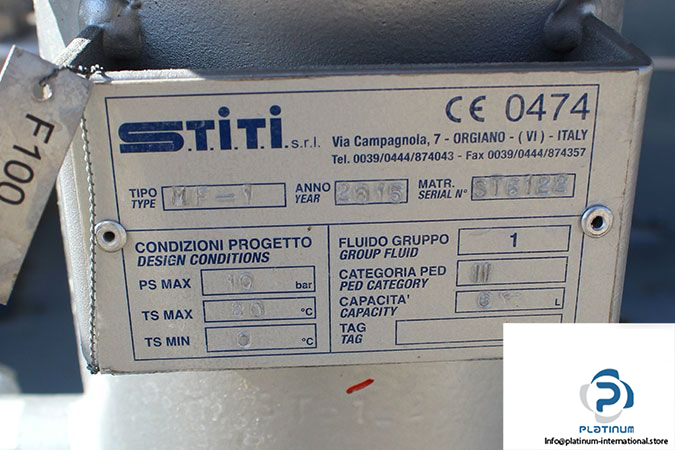 F100
CE 0474
S.T.I.T.I. s.r.l.
Via Campagnola, 7 - ORGIANO - ( VI ) - ITALY
Tel. 0039/0444/874043 - Fax 0039/0444/874357
TIPO
TYPE
MF-1
ANNO
YEAR
MATR.
SERIAL N°
CONDIZIONI PROGETTO
DESIGN CONDITIONS
PS MAX 10 bar
TS MAX °C
TS MIN 0 °C
FLUIDO GRUPPO
GROUP FLUID
1
CATEGORIA PED
PED CATEGORY
II
CAPACITA'
CAPACITY
L
TAG
TAG
PLATINUM
Info@platinum-international.store